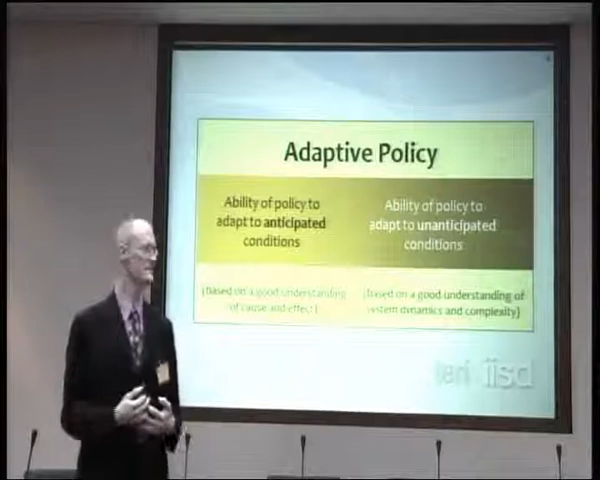 Adaptive Policy
Ability of policy to
adapt to anticipated
conditions
Ability of policy to
adapt to unanticipated
conditions
(based on a good understanding
of cause and effect)
(based on a good understanding of
system dynamics and complexity)
teri iisd